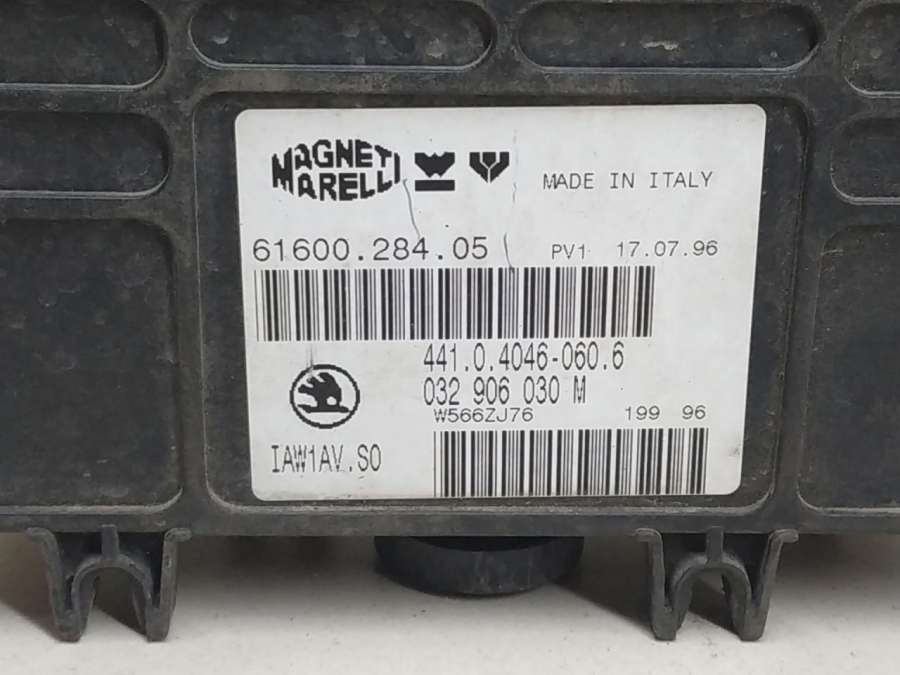 MAGNETI
MARELLI
MADE IN ITALY
61600.284.05 PV1 17.07.96
441.0.4046-060.6
032 906 030 M
W566ZJ76 199 96
IAW1AV.S0